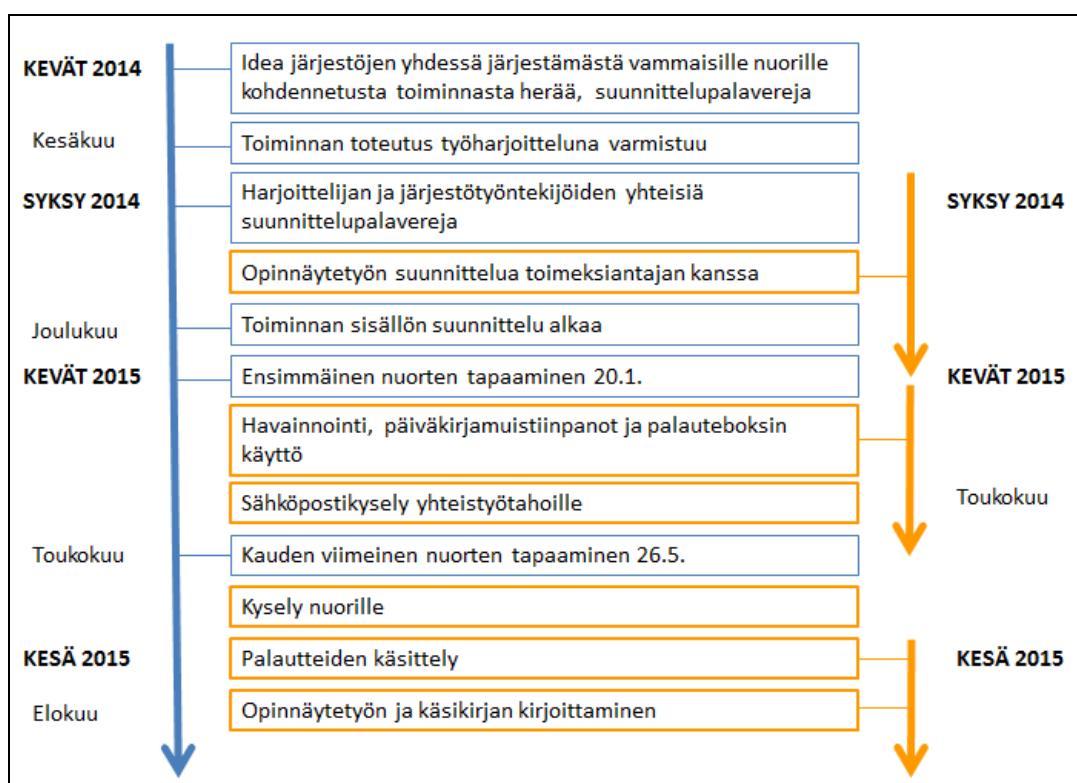 KEVÄT 2014
Idea järjestöjen yhdessä järjestämästä vammaisille nuorille
kohdennetusta toiminnasta herää, suunnittelupalavereja
Kesäkuu
Toiminnan toteutus työharjoitteluna varmistuu
SYKSY 2014
Harjoittelijan ja järjestötyöntekijöiden yhteisiä
suunnittelupalavereja
SYKSY 2014
Opinnäytetyön suunnittelua toimeksiantajan kanssa
Joulukuu
Toiminnan sisällön suunnittelu alkaa
KEVÄT 2015
Ensimmäinen nuorten tapaaminen 20.1.
KEVÄT 2015
Havainnointi, päiväkirjamuistiinpanot ja palauteboksin
käyttö
Sähköpostikysely yhteistyötahoille
Toukokuu
Toukokuu
Kauden viimeinen nuorten tapaaminen 26.5.
Kysely nuorille
KESÄ 2015
Palautteiden käsittely
KESÄ 2015
Elokuu
Opinnäytetyön ja käsikirjan kirjoittaminen